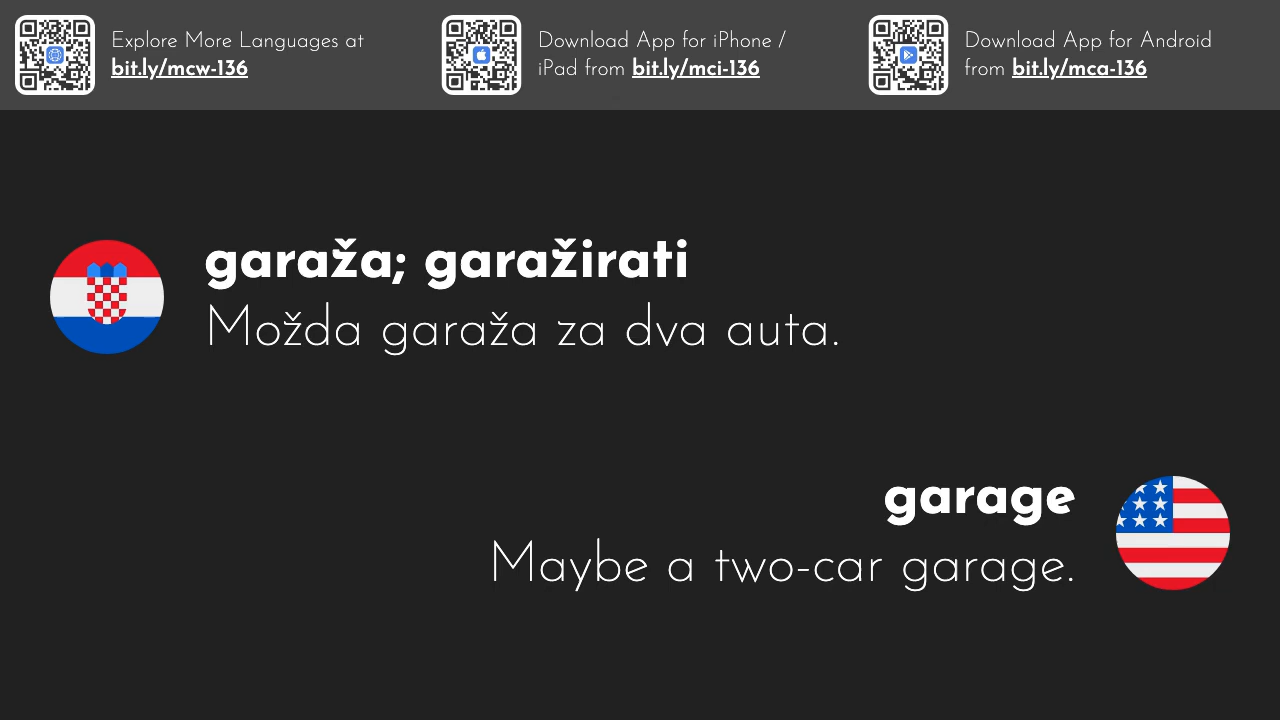 Explore More Languages at
bit.ly/mcw-136
Download App for iPhone /
iPad from bit.ly/mci-136
Download App for Android
from bit.ly/mca-136
garaža; garažirati
Možda garaža za dva auta.
garage
Maybe a two-car garage.